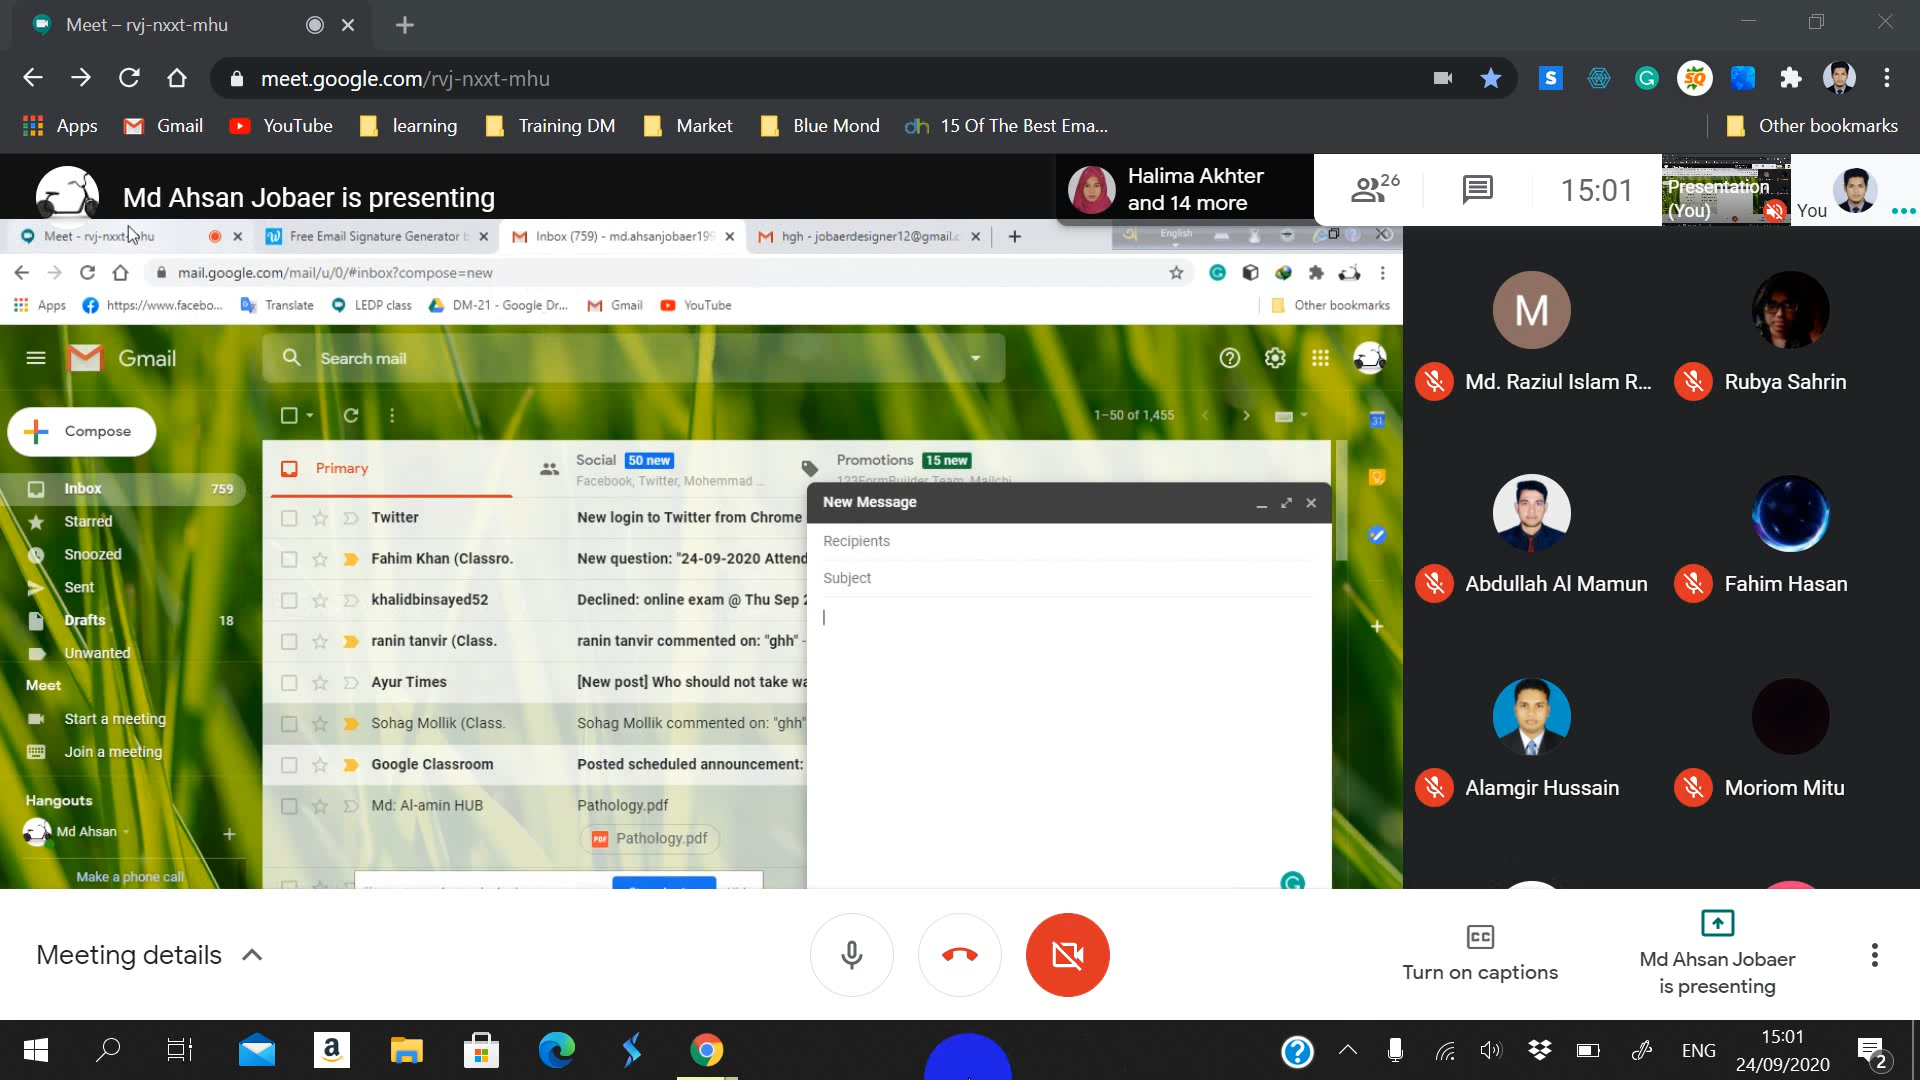 Meet – rvj-nxxt-mhu
meet.google.com/rvj-nxxt-mhu
Apps Gmail YouTube learning Training DM Market Blue Mond 15 Of The Best Ema... Other bookmarks
Md Ahsan Jobaer is presenting
Halima Akhter
and 14 more
26
15:01
Presentation
(You)
You
Meet - rvj-nxxt-mhu Free Email Signature Generator b Inbox (759) - md.ahsanjobaer199 hgh - jobaerdesigner12@gmail.c English
mail.google.com/mail/u/0/#inbox?compose=new
Apps https://www.facebo... Translate LEDP class DM-21 - Google Dr... Gmail YouTube Other bookmarks
Gmail
Search mail
Compose
1–50 of 1,455
31
Primary
Social 50 new
Facebook, Twitter, Mohemmad ...
Promotions 15 new
123FormBuilder Team, Mailchi
Inbox 759
Starred
Snoozed
Sent
Drafts 18
Unwanted
Meet
Start a meeting
Join a meeting
Hangouts
Md Ahsan
Make a phone call
Twitter New login to Twitter from Chrome
Fahim Khan (Classro. New question: "24-09-2020 Attend
khalidbinsayed52 Declined: online exam @ Thu Sep 2
ranin tanvir (Class. ranin tanvir commented on: "ghh" -
Ayur Times [New post] Who should not take wa
Sohag Mollik (Class. Sohag Mollik commented on: "ghh"
Google Classroom Posted scheduled announcement:
Md: Al-amin HUB Pathology.pdf
PDF Pathology.pdf
New Message
Recipients
Subject
M
Md. Raziul Islam R...
Rubya Sahrin
Abdullah Al Mamun
Fahim Hasan
Alamgir Hussain
Moriom Mitu
Meeting details
CC
Turn on captions
Md Ahsan Jobaer
is presenting
ENG
15:01
24/09/2020
2